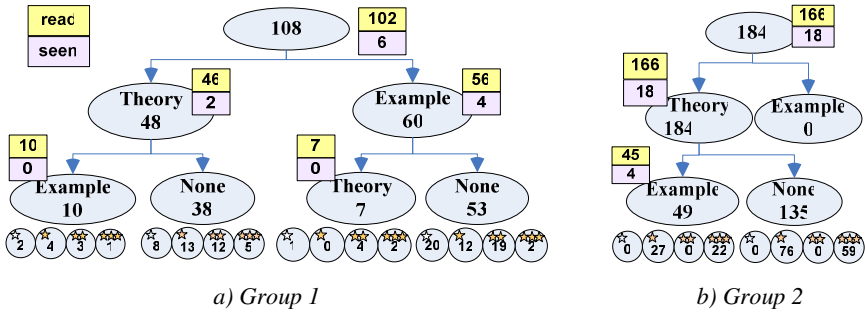 read
seen
108
102
6
46
2
Theory
48
56
4
Example
60
10
0
Example
10
None
38
7
0
Theory
7
None
53
2 4 3 1
8 13 12 5
1 0 4 2
20 12 19 2
a) Group 1
184
166
18
166
18
Theory
184
Example
0
45
4
Example
49
None
135
0 27 0 22
0 76 0 59
b) Group 2